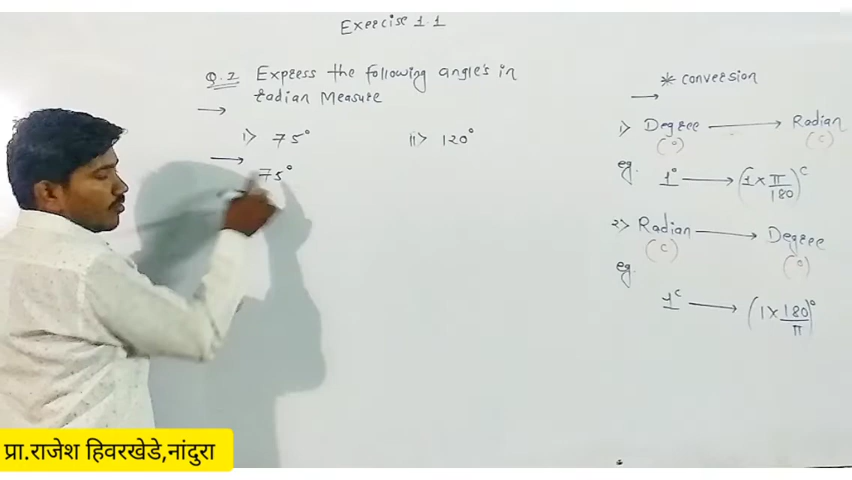 Exercise 1.1
Q.2 Express the following angle's in
radian Measure
i> 75° ii> 120°
75°
* conversion
1> Degree → Radian
(°) (c)
eg. 1° → (1 × π/180)^c
2> Radian → Degree
(c) (°)
eg.
1^c → (1 × 180/π)°
प्रा.राजेश हिवरखेडे,नांदुरा